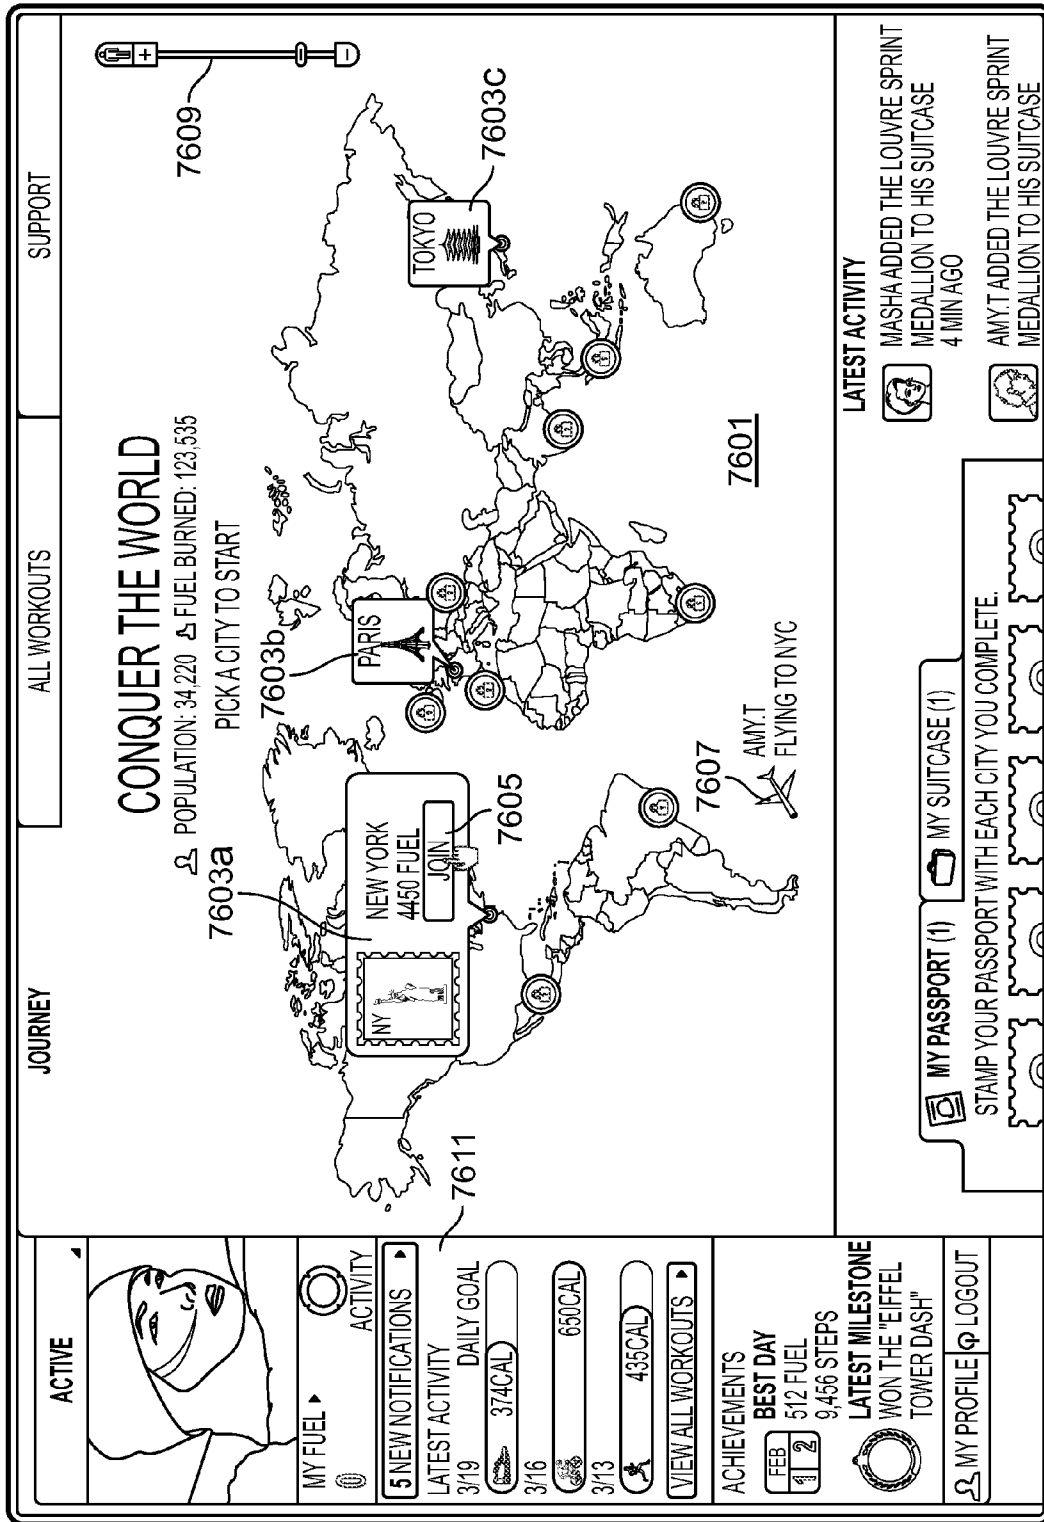 ACTIVE
MY FUEL
0
ACTIVITY
5 NEW NOTIFICATIONS
LATEST ACTIVITY
3/19 DAILY GOAL
374CAL
3/16
650CAL
3/13
435CAL
VIEW ALL WORKOUTS
ACHIEVEMENTS
FEB
1 2
BEST DAY
512 FUEL
9,456 STEPS
LATEST MILESTONE
WON THE "EIFFEL
TOWER DASH"
MY PROFILE
LOGOUT
7611
JOURNEY
ALL WORKOUTS
SUPPORT
CONQUER THE WORLD
POPULATION: 34,220 FUEL BURNED: 123,535
PICK A CITY TO START
7609
7603a
7603b
7603C
NY
NEW YORK
4450 FUEL
JOIN
7605
PARIS
TOKYO
7607
AMY.T
FLYING TO NYC
7601
MY PASSPORT (1)
MY SUITCASE (1)
STAMP YOUR PASSPORT WITH EACH CITY YOU COMPLETE.
LATEST ACTIVITY
MASHA ADDED THE LOUVRE SPRINT
MEDALLION TO HIS SUITCASE
4 MIN AGO
AMY.T ADDED THE LOUVRE SPRINT
MEDALLION TO HIS SUITCASE